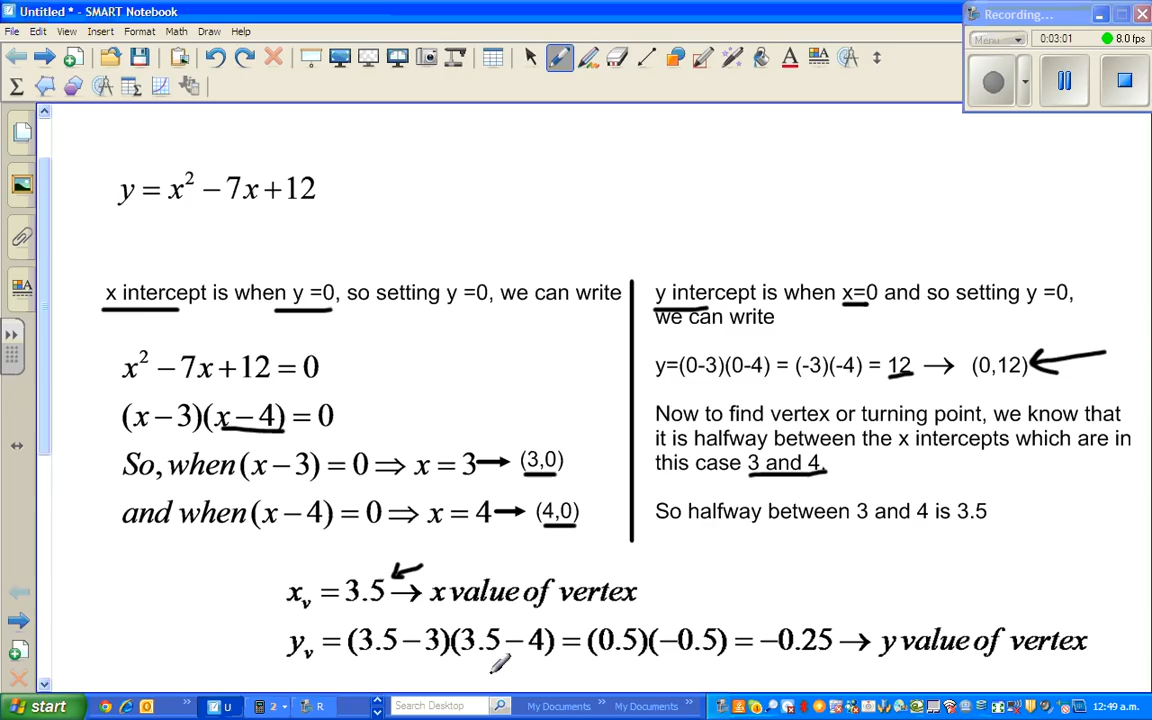 Untitled * - SMART Notebook
Recording...
File Edit View Insert Format Math Draw Help
Menu
0:03:01
8.0 fps
y = x² − 7x + 12
x intercept is when y =0, so setting y =0, we can write
x² − 7x + 12 = 0
(x − 3)(x − 4) = 0
So, when (x − 3) = 0 ⇒ x = 3 → (3,0)
and when (x − 4) = 0 ⇒ x = 4 → (4,0)
y intercept is when x=0 and so setting y =0,
we can write
y=(0-3)(0-4) = (-3)(-4) = 12 → (0,12)
Now to find vertex or turning point, we know that
it is halfway between the x intercepts which are in
this case 3 and 4.
So halfway between 3 and 4 is 3.5
xᵥ = 3.5 → x value of vertex
yᵥ = (3.5 − 3)(3.5 − 4) = (0.5)(−0.5) = −0.25 → y value of vertex
start U 2 R Search Desktop My Documents My Documents 12:49 a.m.